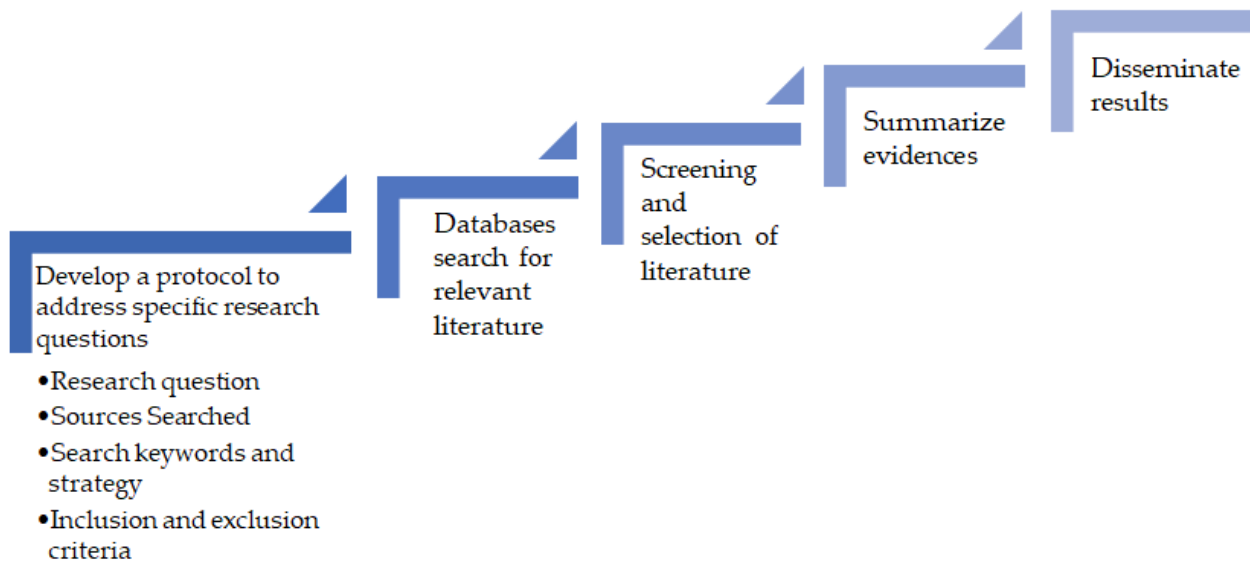 Develop a protocol to
address specific research
questions
•Research question
•Sources Searched
•Search keywords and
strategy
•Inclusion and exclusion
criteria
Databases
search for
relevant
literature
Screening
and
selection of
literature
Summarize
evidences
Disseminate
results